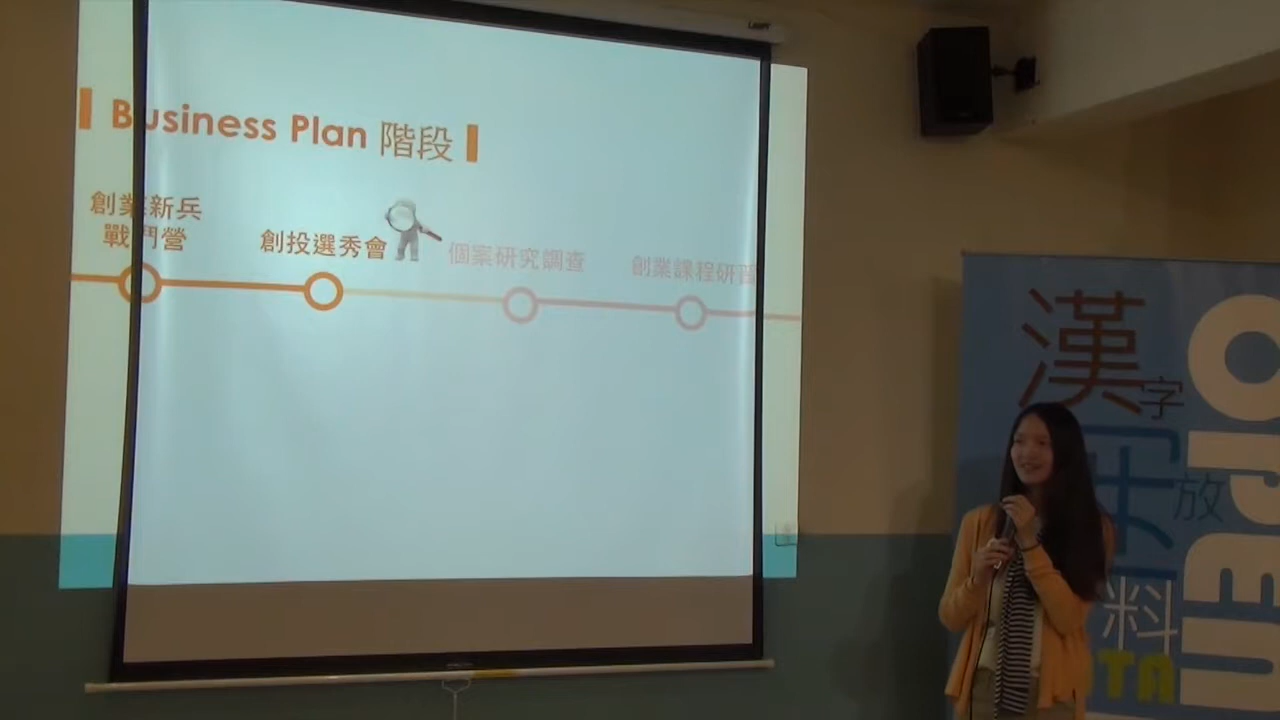 Business Plan 階段
創業新兵
戰鬥營
創投選秀會
個案研究調查
創業課程研習
漢字
放
料
OPEN